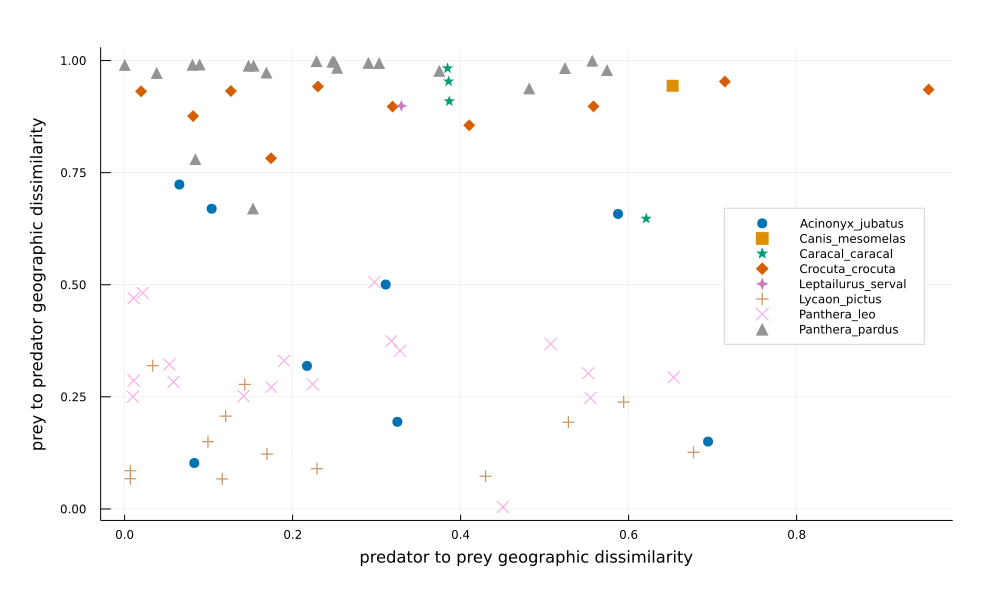 1.00
0.75
0.50
0.25
0.00
prey to predator geographic dissimilarity
Acinonyx_jubatus
Canis_mesomelas
Caracal_caracal
Crocuta_crocuta
Leptailurus_serval
Lycaon_pictus
Panthera_leo
Panthera_pardus
0.0 0.2 0.4 0.6 0.8
predator to prey geographic dissimilarity